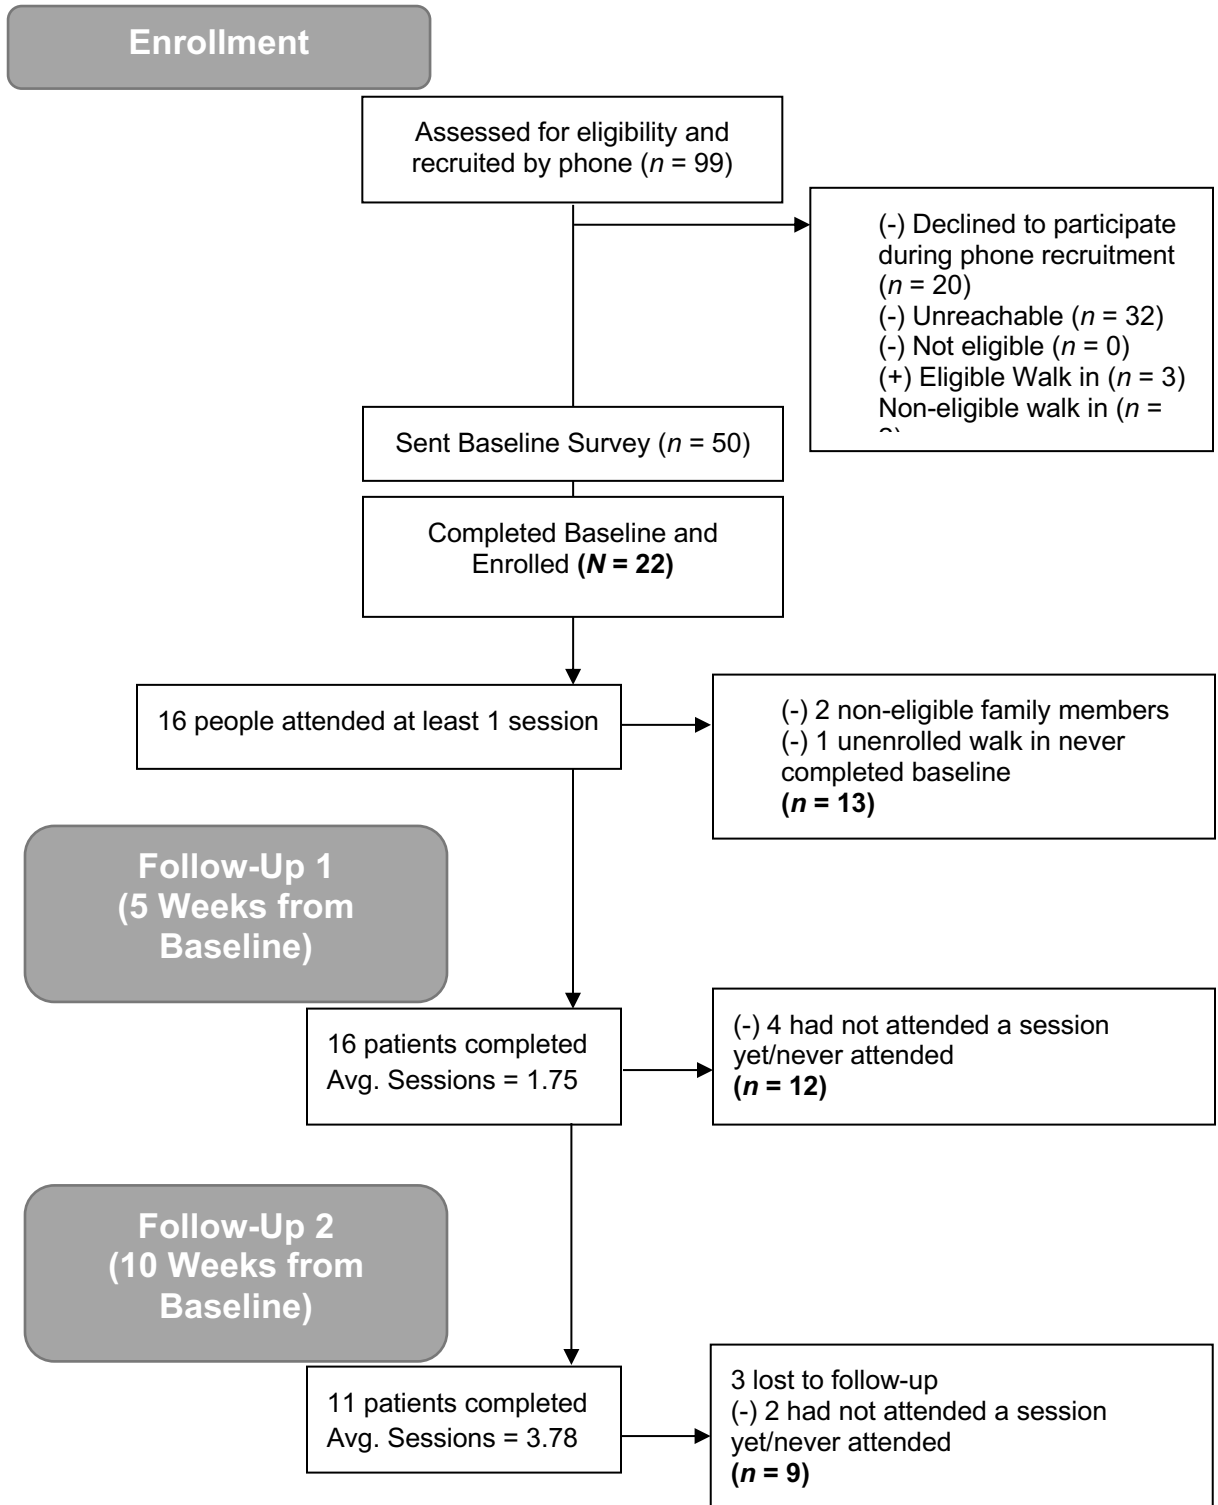 Enrollment
Assessed for eligibility and
recruited by phone (n = 99)
(-) Declined to participate
during phone recruitment
(n = 20)
(-) Unreachable (n = 32)
(-) Not eligible (n = 0)
(+) Eligible Walk in (n = 3)
Non-eligible walk in (n =
Sent Baseline Survey (n = 50)
Completed Baseline and
Enrolled (N = 22)
16 people attended at least 1 session
(-) 2 non-eligible family members
(-) 1 unenrolled walk in never
completed baseline
(n = 13)
Follow-Up 1
(5 Weeks from
Baseline)
16 patients completed
Avg. Sessions = 1.75
(-) 4 had not attended a session
yet/never attended
(n = 12)
Follow-Up 2
(10 Weeks from
Baseline)
11 patients completed
Avg. Sessions = 3.78
3 lost to follow-up
(-) 2 had not attended a session
yet/never attended
(n = 9)